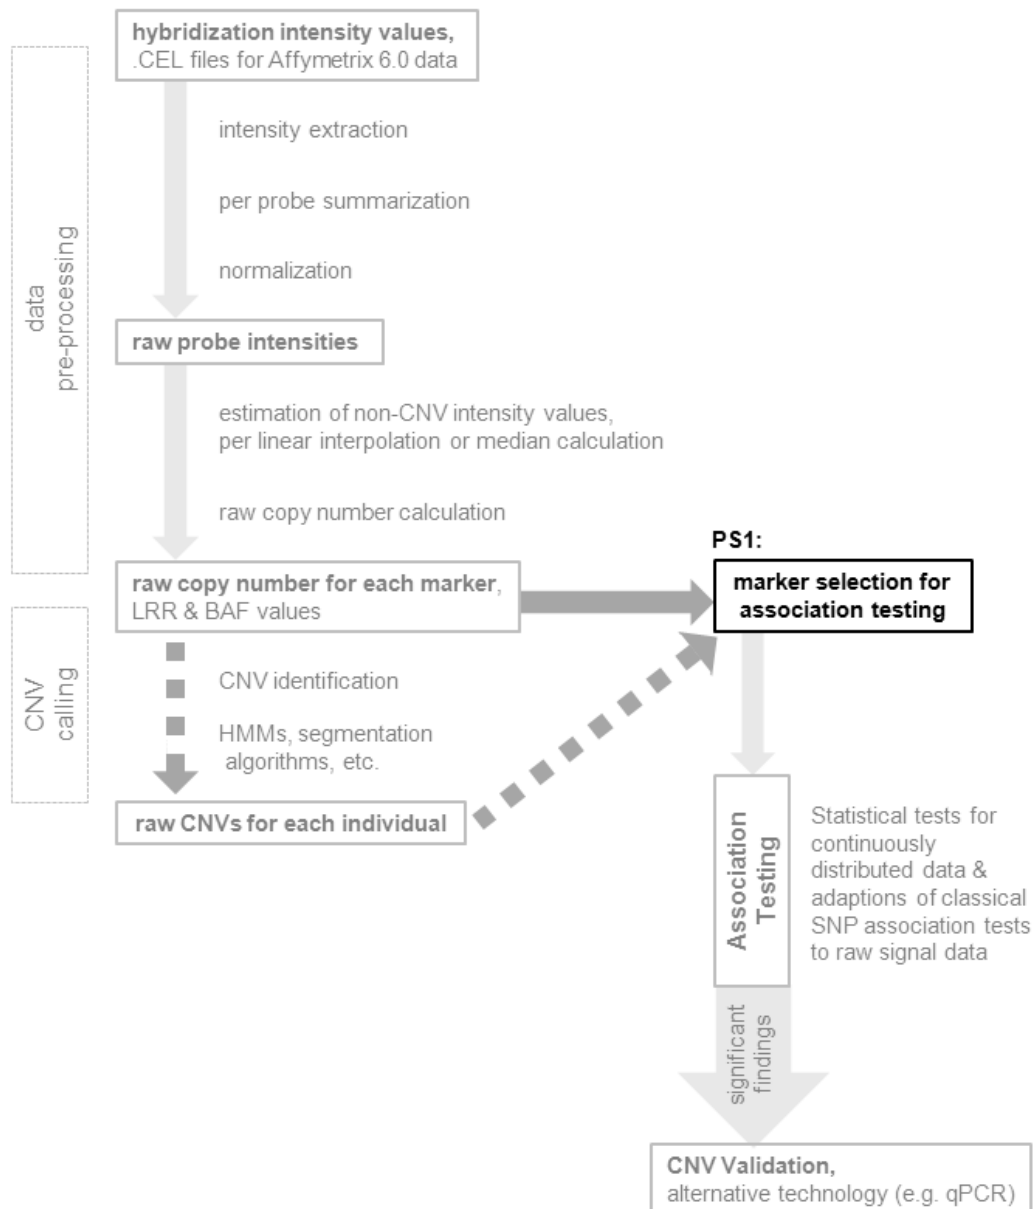 hybridization intensity values,
.CEL files for Affymetrix 6.0 data
intensity extraction
per probe summarization
normalization
data
pre-processing
raw probe intensities
estimation of non-CNV intensity values,
per linear interpolation or median calculation
raw copy number calculation
PS1:
raw copy number for each marker,
LRR & BAF values
marker selection for
association testing
CNV
calling
CNV identification
HMMs, segmentation
algorithms, etc.
raw CNVs for each individual
Association
Testing
Statistical tests for
continuously
distributed data &
adaptions of classical
SNP association tests
to raw signal data
significant
findings
CNV Validation,
alternative technology (e.g. qPCR)